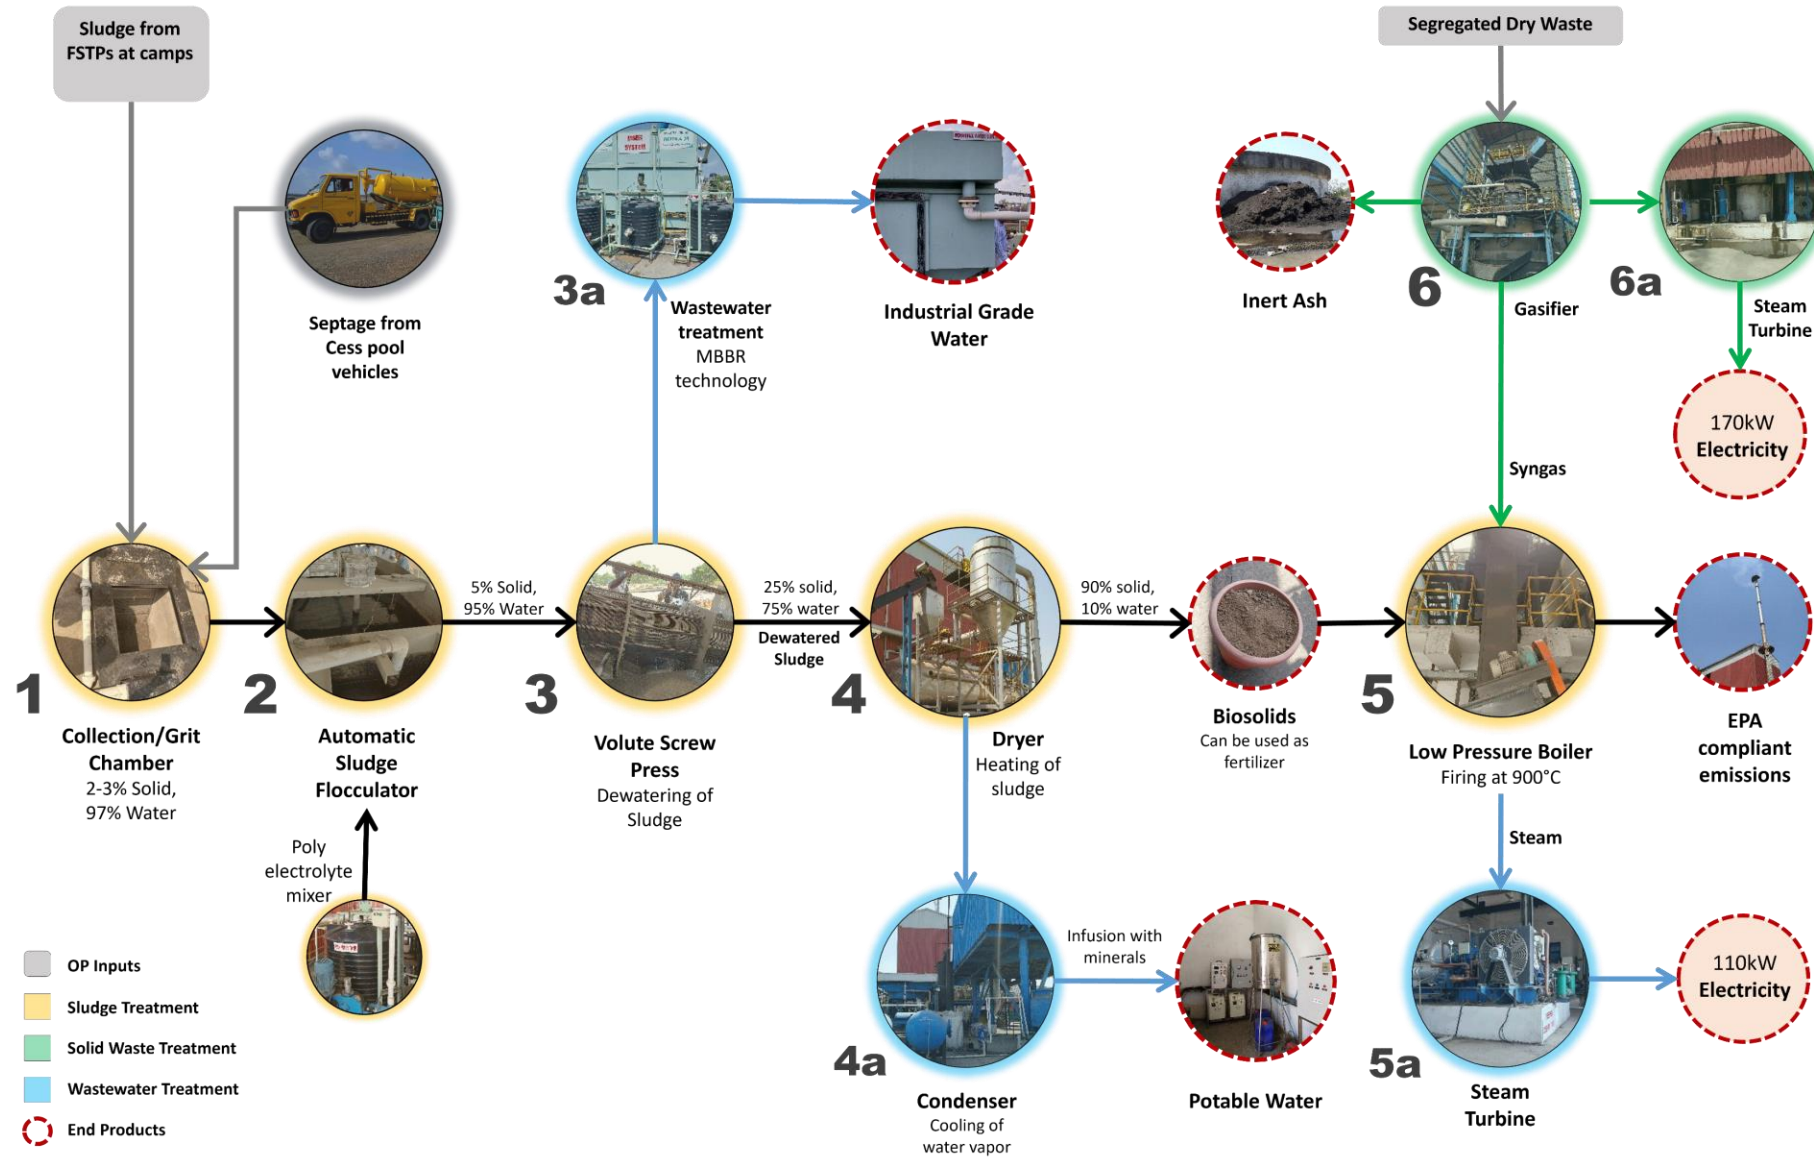 Sludge from
FSTPs at camps
Segregated Dry Waste
Septage from
Cess pool
vehicles
3a
Wastewater
treatment
MBBR
technology
Industrial Grade
Water
Inert Ash
6
Gasifier
6a
Steam
Turbine
170kW
Electricity
Syngas
1
Collection/Grit
Chamber
2-3% Solid,
97% Water
2
Automatic
Sludge
Flocculator
Poly
electrolyte
mixer
5% Solid,
95% Water
3
Volute Screw
Press
Dewatering of
Sludge
25% solid,
75% water
Dewatered
Sludge
4
Dryer
Heating of
sludge
90% solid,
10% water
Biosolids
Can be used as
fertilizer
5
Low Pressure Boiler
Firing at 900°C
EPA
compliant
emissions
Steam
4a
Condenser
Cooling of
water vapor
Infusion with
minerals
Potable Water
5a
Steam
Turbine
110kW
Electricity
OP Inputs
Sludge Treatment
Solid Waste Treatment
Wastewater Treatment
End Products